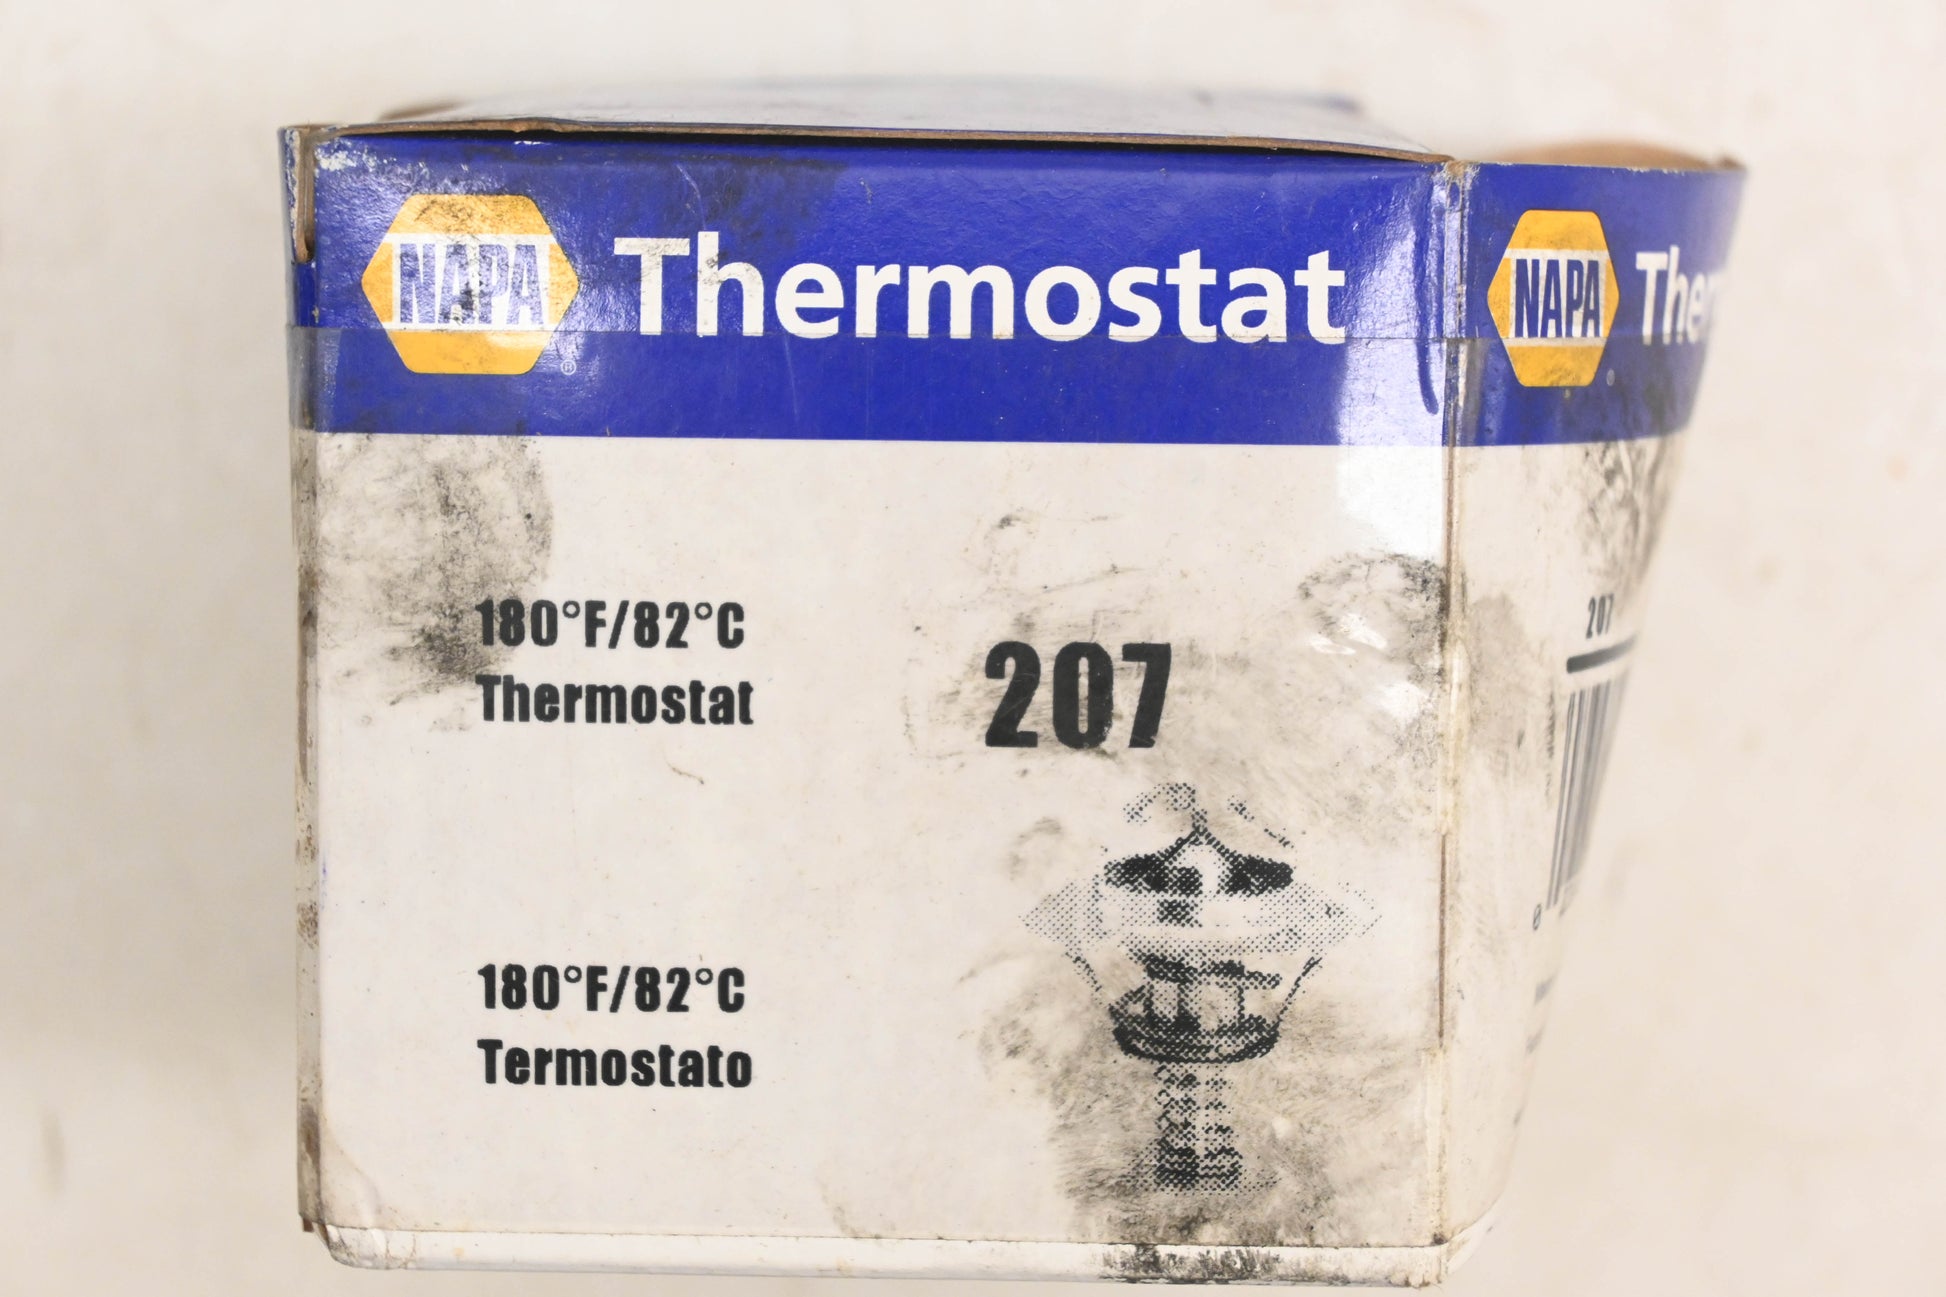 NAPA
®
Thermostat
180°F/82°C
Thermostat
207
180°F/82°C
Termostato
NAPA
Ther
207